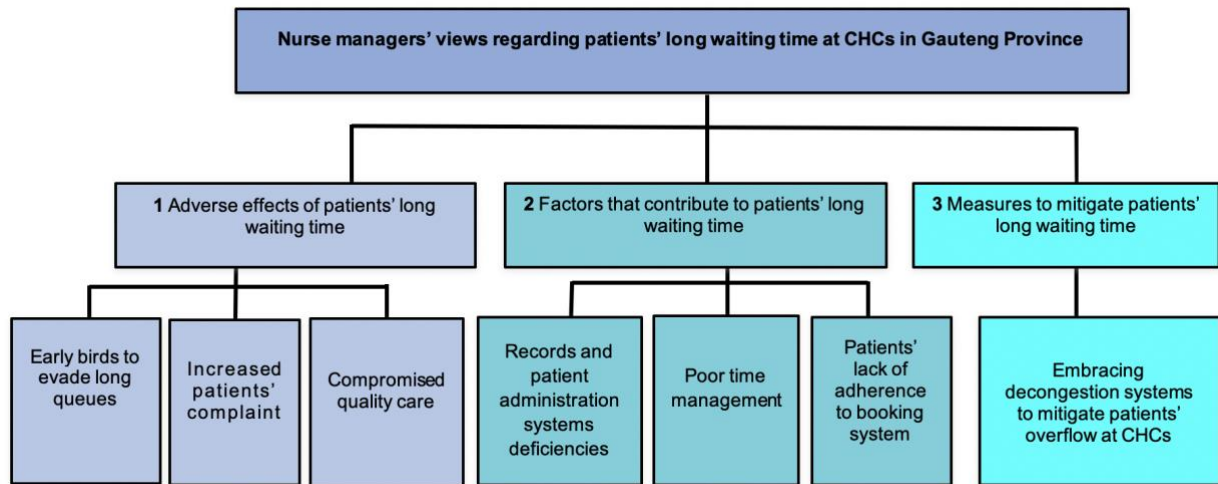 Nurse managers' views regarding patients' long waiting time at CHCs in Gauteng Province
1 Adverse effects of patients' long
waiting time
2 Factors that contribute to patients' long
waiting time
3 Measures to mitigate patients'
long waiting time
Early birds to
evade long
queues
Increased
patients'
complaint
Compromised
quality care
Records and
patient
administration
systems
deficiencies
Poor time
management
Patients'
lack of
adherence
to booking
system
Embracing
decongestion systems
to mitigate patients'
overflow at CHCs